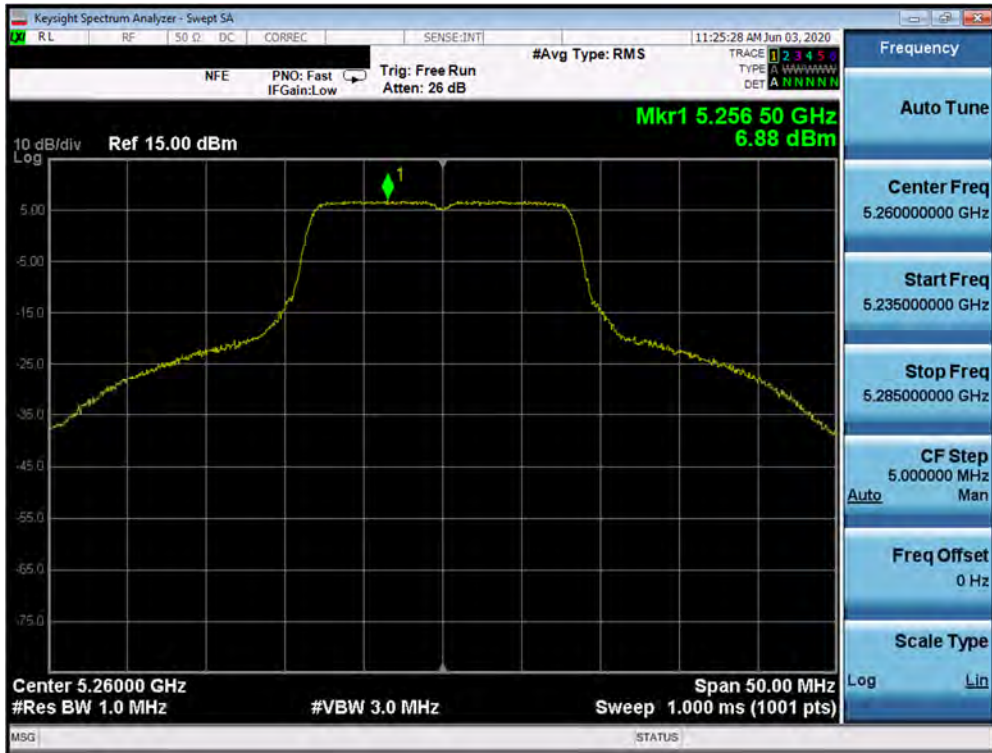 Keysight Spectrum Analyzer - Swept SA
LXI RL RF 50 Ω DC CORREC SENSE:INT 11:25:28 AM Jun 03, 2020
NFE PNO: Fast Trig: Free Run #Avg Type: RMS TRACE 1 2 3 4 5 6
IFGain:Low Atten: 26 dB TYPE A WWWWW
DET A N N N N N
Mkr1 5.256 50 GHz
10 dB/div Ref 15.00 dBm 6.88 dBm
Log
1
5.00
-5.00
-15.0
-25.0
-35.0
-45.0
-55.0
-65.0
-75.0
Center 5.26000 GHz Span 50.00 MHz
#Res BW 1.0 MHz #VBW 3.0 MHz Sweep 1.000 ms (1001 pts)
MSG STATUS
Frequency
Auto Tune
Center Freq
5.260000000 GHz
Start Freq
5.235000000 GHz
Stop Freq
5.285000000 GHz
CF Step
5.000000 MHz
Auto Man
Freq Offset
0 Hz
Scale Type
Log Lin